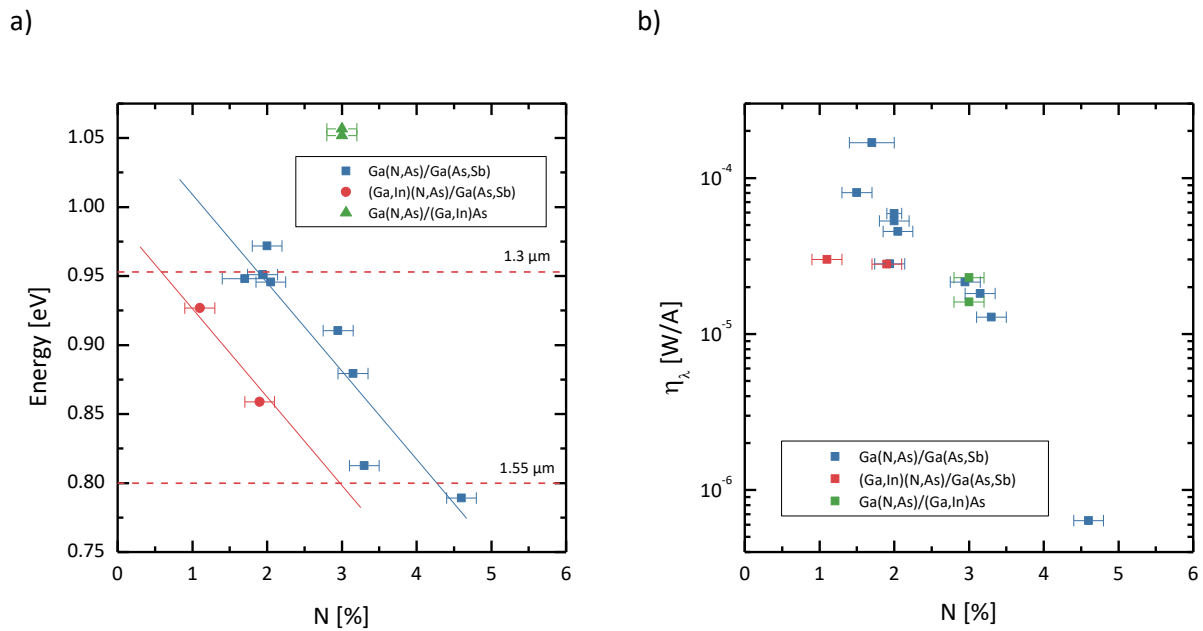 a)
1.05
1.00
0.95
0.90
0.85
0.80
0.75
Energy [eV]
Ga(N,As)/Ga(As,Sb)
(Ga,In)(N,As)/Ga(As,Sb)
Ga(N,As)/(Ga,In)As
1.3 µm
1.55 µm
0 1 2 3 4 5 6
N [%]
b)
10⁻⁴
10⁻⁵
10⁻⁶
η_λ [W/A]
Ga(N,As)/Ga(As,Sb)
(Ga,In)(N,As)/Ga(As,Sb)
Ga(N,As)/(Ga,In)As
0 1 2 3 4 5 6
N [%]